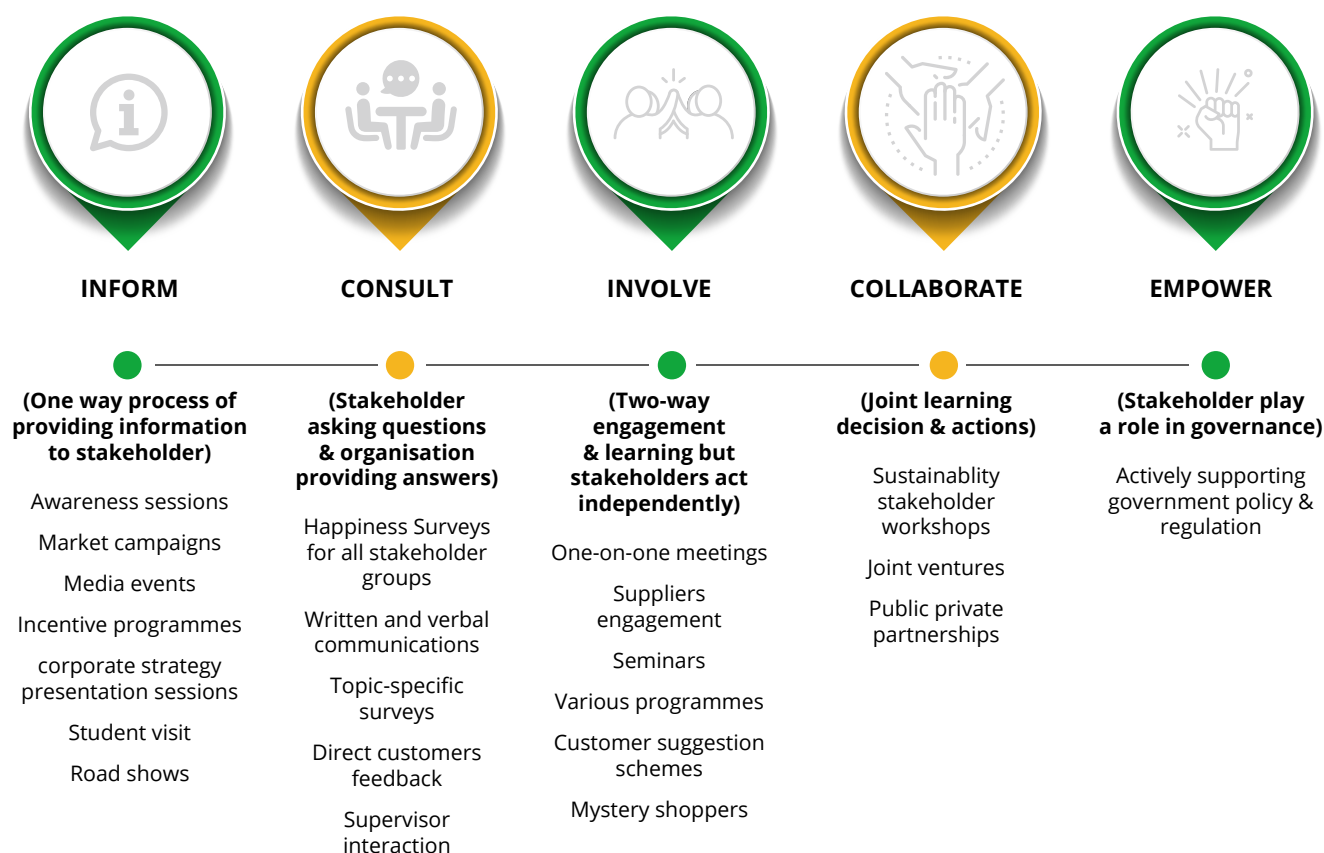 INFORM
(One way process of
providing information
to stakeholder)
Awareness sessions
Market campaigns
Media events
Incentive programmes
corporate strategy
presentation sessions
Student visit
Road shows
CONSULT
(Stakeholder
asking questions
& organisation
providing answers)
Happiness Surveys
for all stakeholder
groups
Written and verbal
communications
Topic-specific
surveys
Direct customers
feedback
Supervisor
interaction
INVOLVE
(Two-way
engagement
& learning but
stakeholders act
independently)
One-on-one meetings
Suppliers
engagement
Seminars
Various programmes
Customer suggestion
schemes
Mystery shoppers
COLLABORATE
(Joint learning
decision & actions)
Sustainablity
stakeholder
workshops
Joint ventures
Public private
partnerships
EMPOWER
(Stakeholder play
a role in governance)
Actively supporting
government policy &
regulation